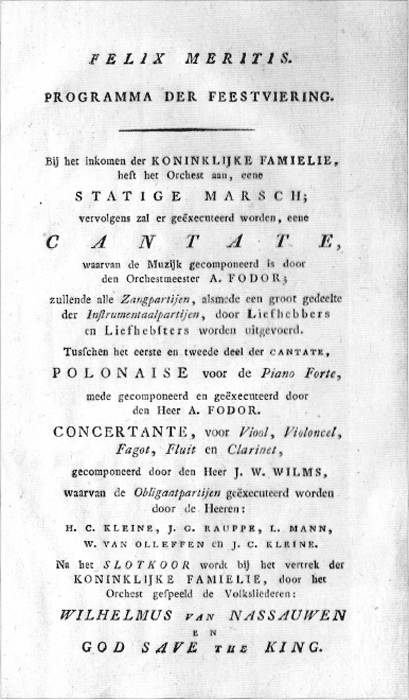 FELIX MERITIS.
PROGRAMMA DER FEESTVIERING.
Bij het inkomen der KONINKLIJKE FAMIELIE,
heft het Orchest aan, eene
STATIGE MARSCH;
vervolgens zal er geëxecuteerd worden, eene
CANTATE,
waarvan de Muzijk gecomponeerd is door
den Orchestmeester A. FODOR;
zullende alle Zangpartijen, alsmede een groot gedeelte
der Inſtrumentaalpartijen, door Liefhebbers
en Liefhebſters worden uitgevoerd.
Tusſchen het eerste en tweede deel der CANTATE,
POLONAISE voor de Piano Forte,
mede gecomponeerd en geëxecuteerd door
den Heer A. FODOR.
CONCERTANTE, voor Viool, Violoncel,
Fagot, Fluit en Clarinet,
gecomponeerd door den Heer J. W. WILMS,
waarvan de Obligaatpartijen geëxecuteerd worden
door de Heeren:
H. C. KLEINE, J. G. RAUPPE, L. MANN,
W. VAN OLLEFFEN en J. C. KLEINE.
Na het SLOTKOOR wordt bij het vertrek der
KONINKLIJKE FAMIELIE, door het
Orchest geſpeeld de Volksliederen:
WILHELMUS VAN NASSAUWEN
EN
GOD SAVE THE KING.